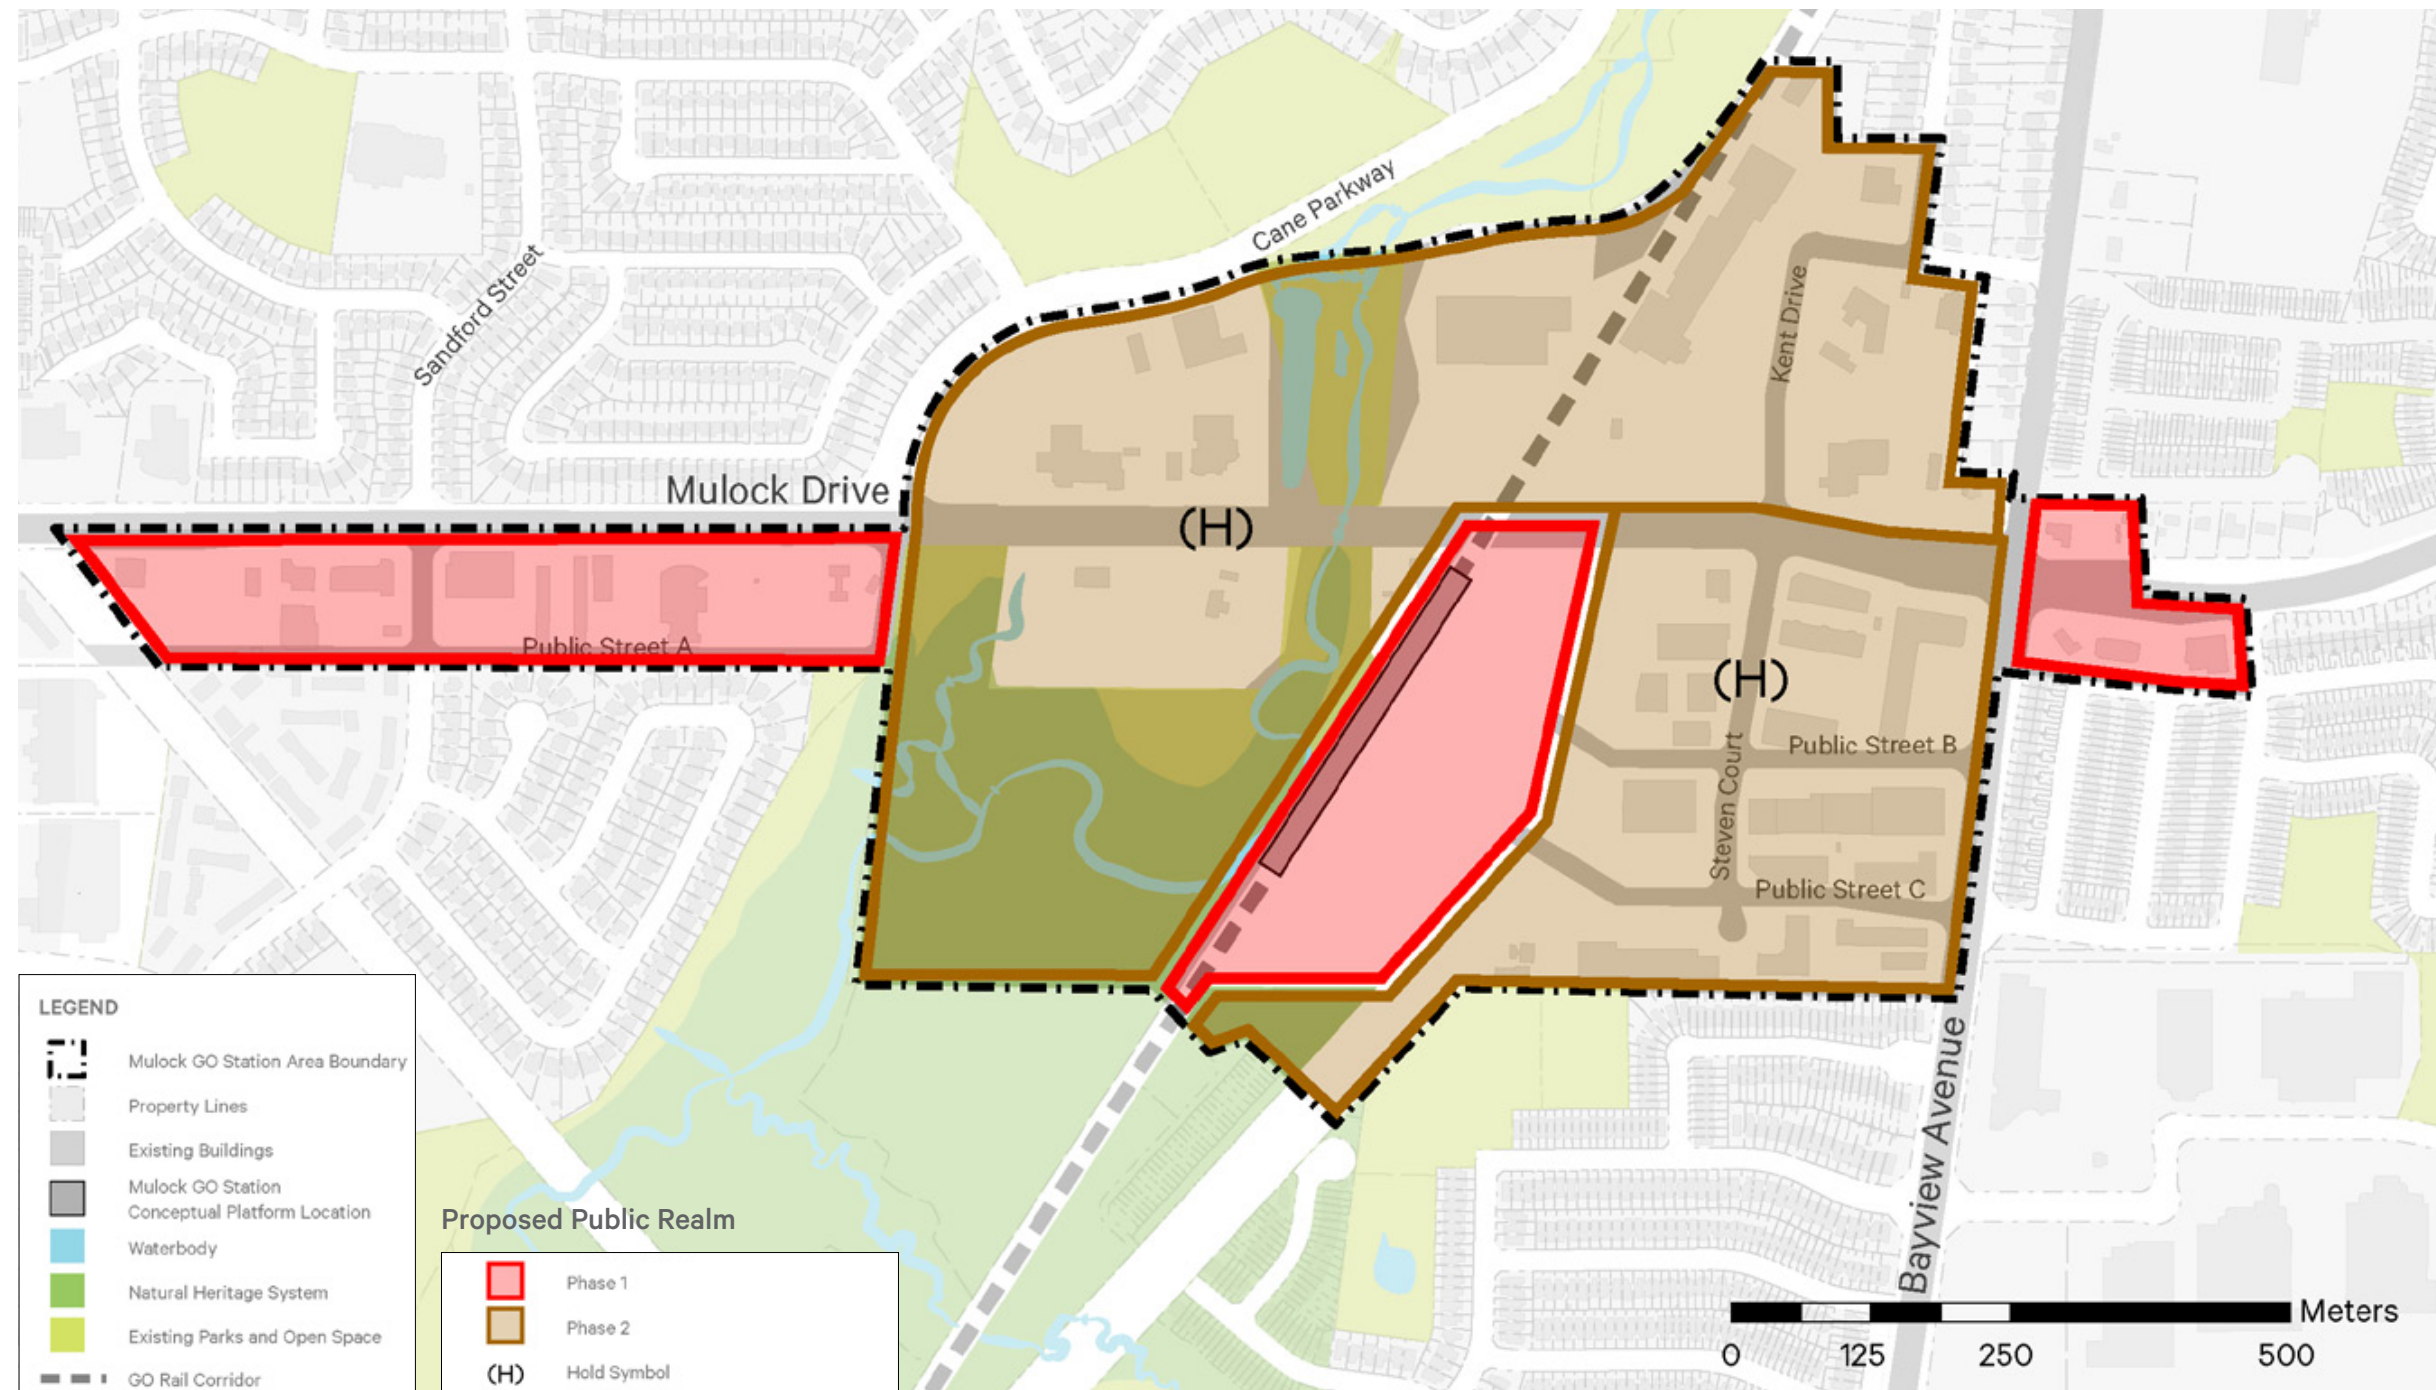 Cane Parkway
Sandford Street
Kent Drive
Mulock Drive
(H)
Public Street A
(H)
Public Street B
Steven Court
Public Street C
Bayview Avenue
LEGEND
Mulock GO Station Area Boundary
Property Lines
Existing Buildings
Mulock GO Station
Conceptual Platform Location
Waterbody
Natural Heritage System
Existing Parks and Open Space
GO Rail Corridor
Proposed Public Realm
Phase 1
Phase 2
(H) Hold Symbol
Meters
0 125 250 500